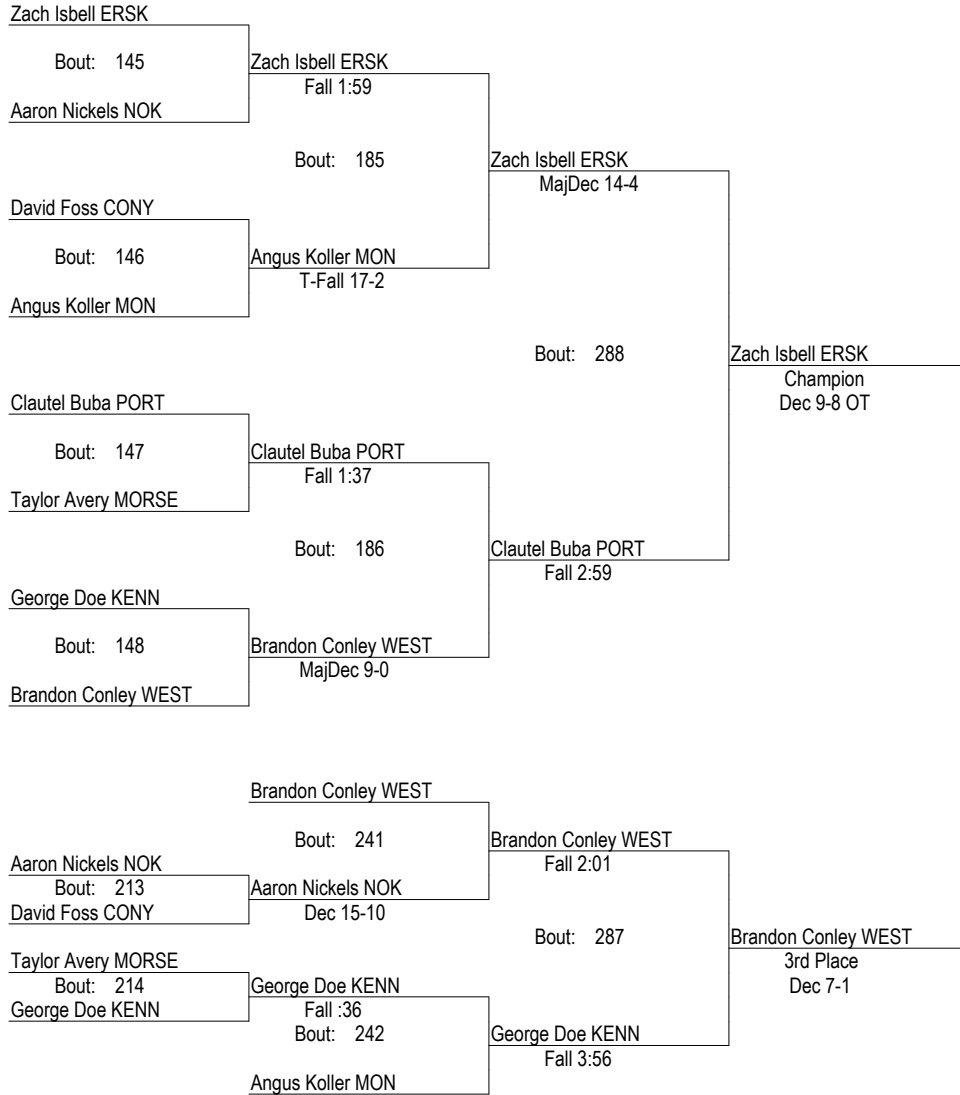 Zach Isbell ERSK
Bout: 145
Zach Isbell ERSK
Fall 1:59
Aaron Nickels NOK
Bout: 185
Zach Isbell ERSK
MajDec 14-4
David Foss CONY
Bout: 146
Angus Koller MON
T-Fall 17-2
Angus Koller MON
Bout: 288
Zach Isbell ERSK
Champion
Dec 9-8 OT
Clautel Buba PORT
Bout: 147
Clautel Buba PORT
Fall 1:37
Taylor Avery MORSE
Bout: 186
Clautel Buba PORT
Fall 2:59
George Doe KENN
Bout: 148
Brandon Conley WEST
MajDec 9-0
Brandon Conley WEST
Brandon Conley WEST
Bout: 241
Brandon Conley WEST
Fall 2:01
Aaron Nickels NOK
Bout: 213
Aaron Nickels NOK
Dec 15-10
David Foss CONY
Bout: 287
Brandon Conley WEST
3rd Place
Dec 7-1
Taylor Avery MORSE
Bout: 214
George Doe KENN
Fall :36
George Doe KENN
Bout: 242
George Doe KENN
Fall 3:56
Angus Koller MON